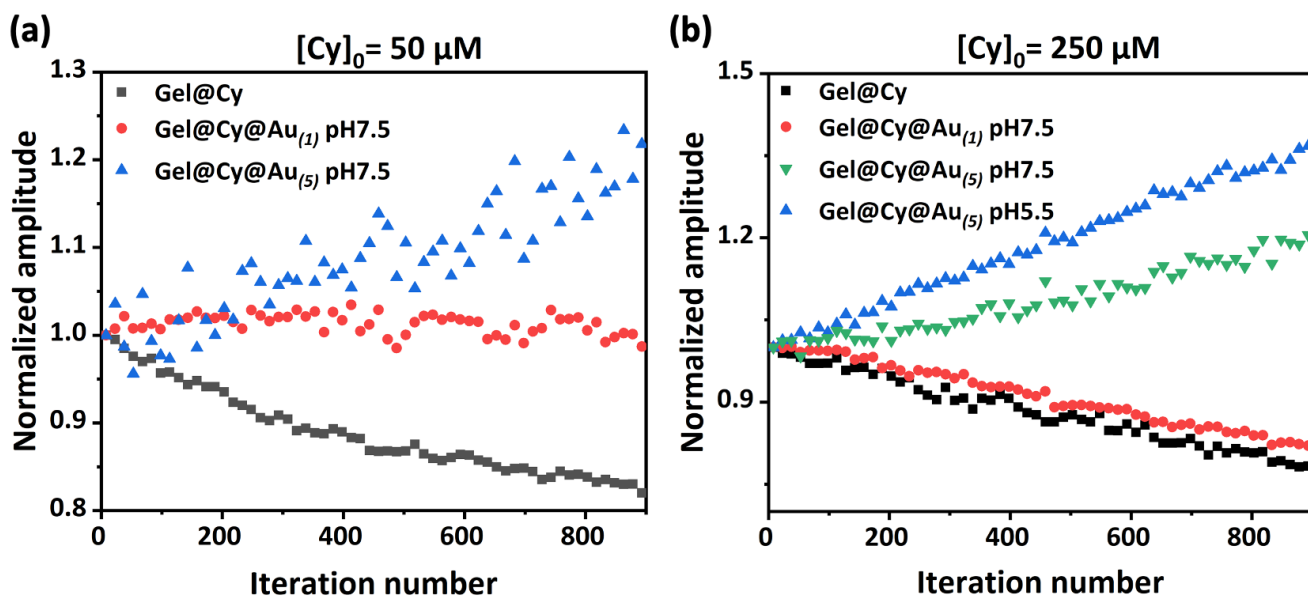 (a)
[Cy]₀= 50 µM
1.3
1.2
1.1
1.0
0.9
0.8
Normalized amplitude
Gel@Cy
Gel@Cy@Au₍₁₎ pH7.5
Gel@Cy@Au₍₅₎ pH7.5
0 200 400 600 800
Iteration number
(b)
[Cy]₀= 250 µM
1.5
1.2
0.9
Normalized amplitude
Gel@Cy
Gel@Cy@Au₍₁₎ pH7.5
Gel@Cy@Au₍₅₎ pH7.5
Gel@Cy@Au₍₅₎ pH5.5
0 200 400 600 800
Iteration number